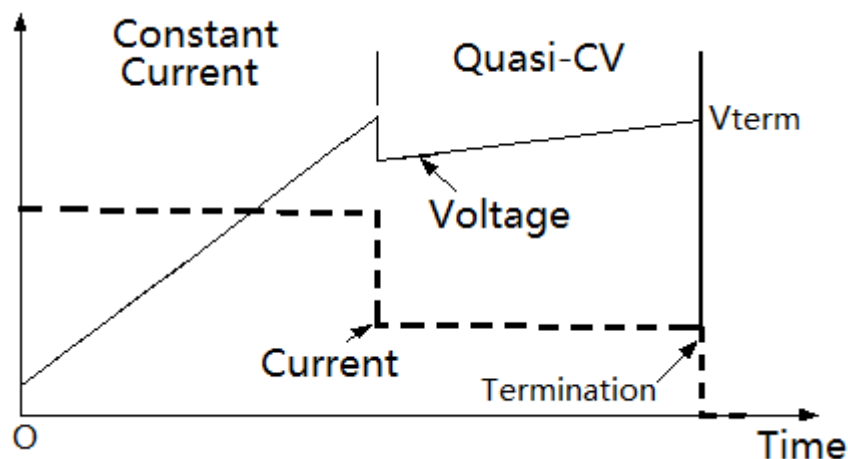 Constant
Current
Quasi-CV
Vterm
Voltage
Current
Termination
O
Time